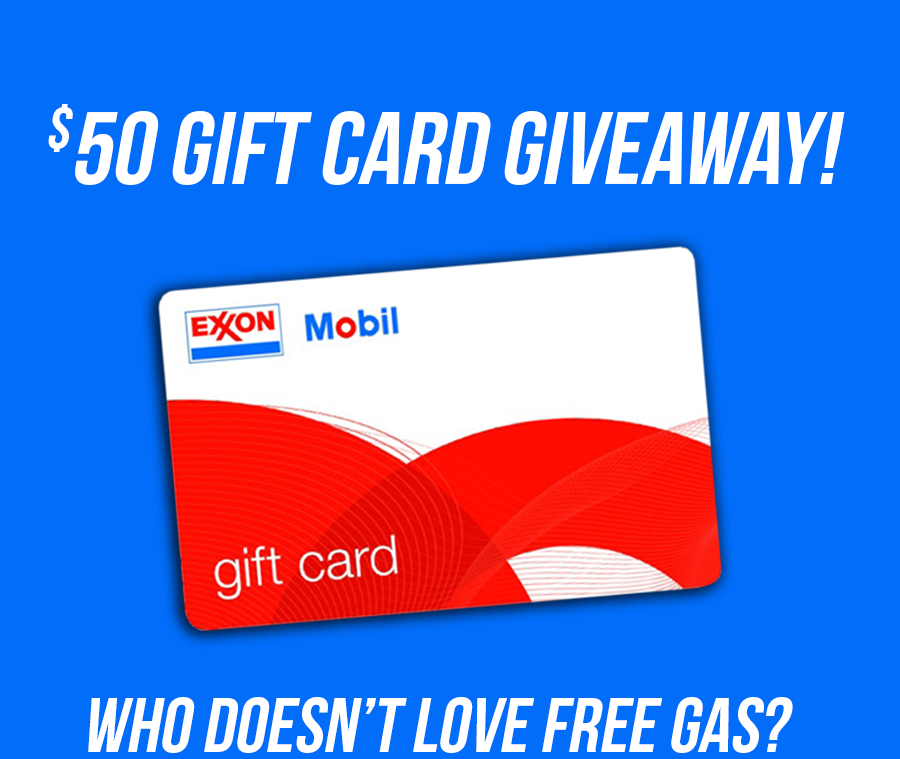 $50 GIFT CARD GIVEAWAY!
EXXON Mobil
gift card
WHO DOESN'T LOVE FREE GAS?